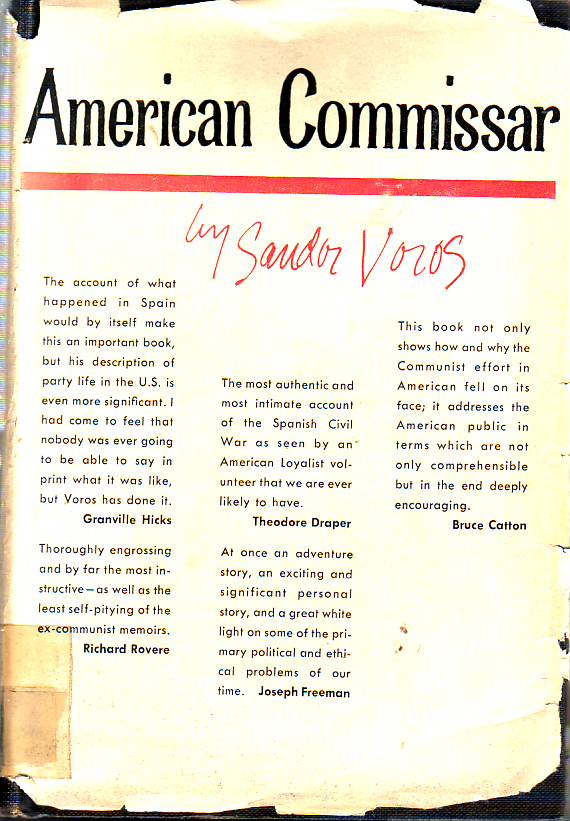 American Commissar
by Sandor Voros
The account of what
happened in Spain
would by itself make
this an important book,
but his description of
party life in the U.S. is
even more significant. I
had come to feel that
nobody was ever going
to be able to say in
print what it was like,
but Voros has done it.
Granville Hicks
Thoroughly engrossing
and by far the most in-
structive—as well as the
least self-pitying of the
ex-communist memoirs.
Richard Rovere
The most authentic and
most intimate account
of the Spanish Civil
War as seen by an
American Loyalist vol-
unteer that we are ever
likely to have.
Theodore Draper
At once an adventure
story, an exciting and
significant personal
story, and a great white
light on some of the pri-
mary political and ethi-
cal problems of our
time. Joseph Freeman
This book not only
shows how and why the
Communist effort in
American fell on its
face; it addresses the
American public in
terms which are not
only comprehensible
but in the end deeply
encouraging.
Bruce Catton